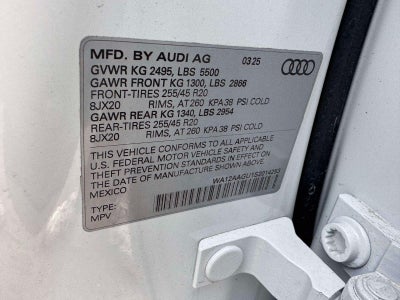 MFD. BY AUDI AG 03/25
GVWR KG 2495, LBS 5500
GAWR FRONT KG 1300, LBS 2866
FRONT-TIRES 255/45 R20
8JX20 RIMS, AT 260 KPA 38 PSI COLD
GAWR REAR KG 1340, LBS 2954
REAR-TIRES 255/45 R20
8JX20 RIMS, AT 260 KPA 38 PSI COLD
THIS VEHICLE CONFORMS TO ALL APPLICABLE
U.S. FEDERAL MOTOR VEHICLE SAFETY AND
THEFT PREVENTION STANDARDS IN EFFECT ON
THE DATE OF MANUFACTURE SHOWN ABOVE.
MEXICO
TYPE:
MPV